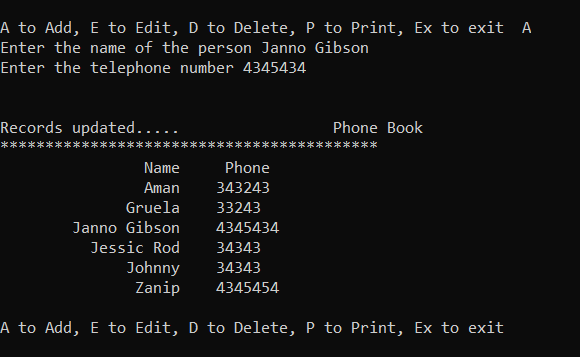 A to Add, E to Edit, D to Delete, P to Print, Ex to exit  A
Enter the name of the person Janno Gibson
Enter the telephone number 4345434
Records updated.....                 Phone Book
******************************************
Name     Phone
Aman    343243
Gruela    33243
Janno Gibson    4345434
Jessic Rod    34343
Johnny    34343
Zanip    4345454
A to Add, E to Edit, D to Delete, P to Print, Ex to exit